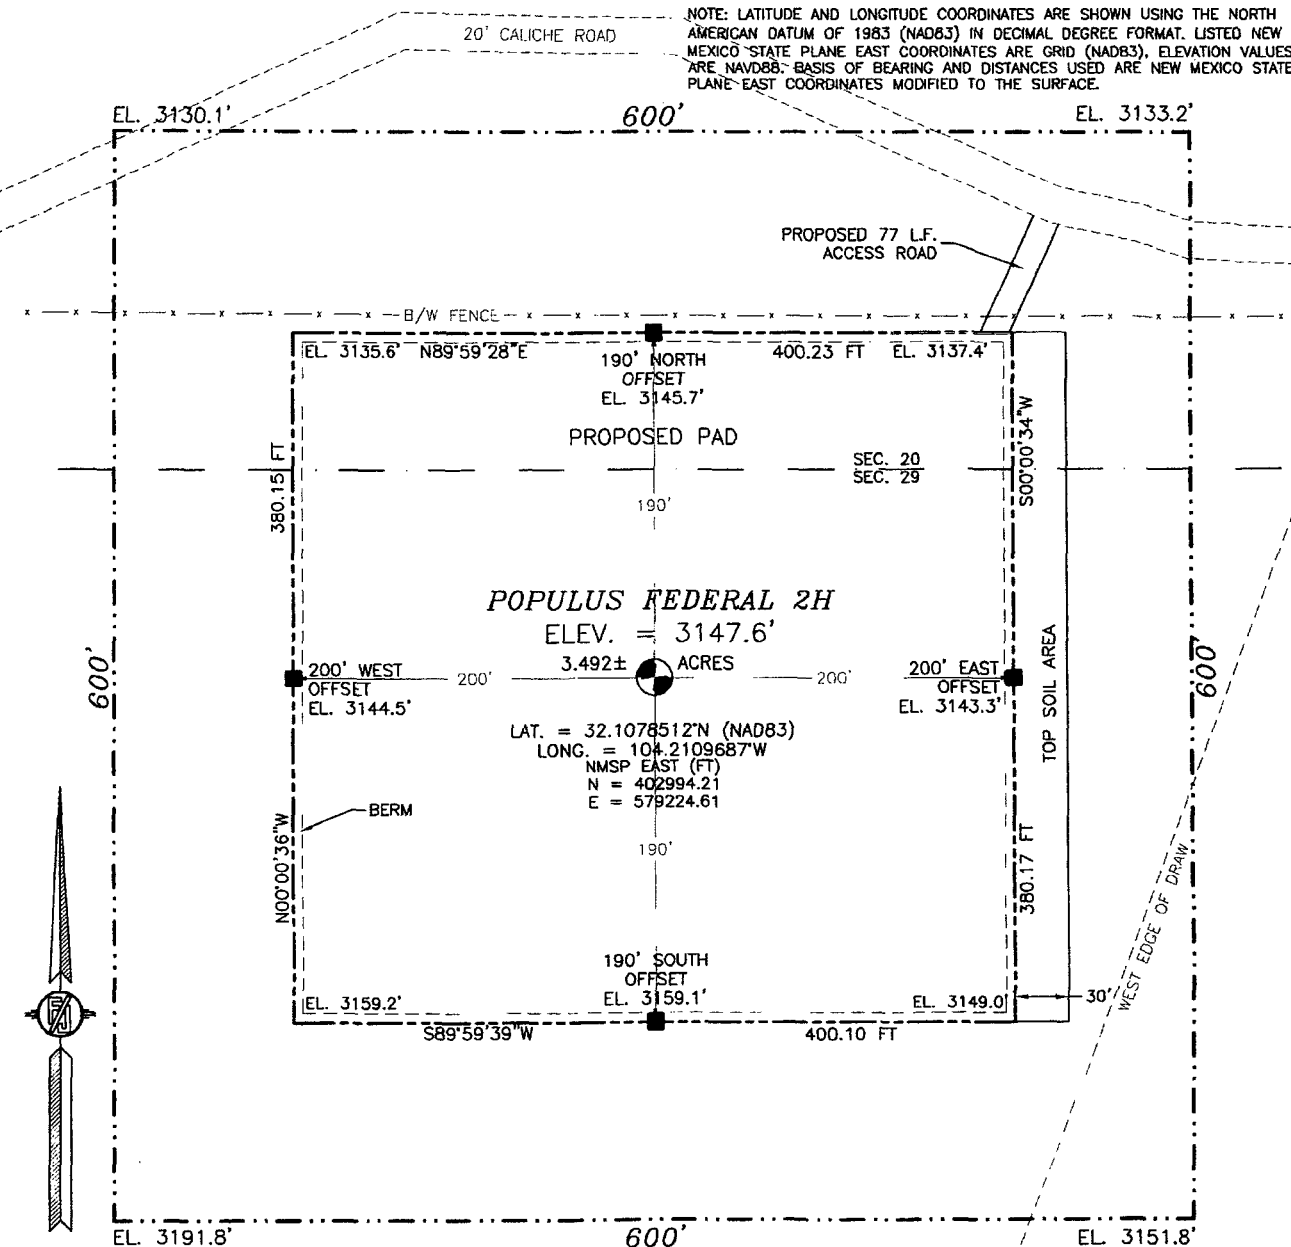 NOTE: LATITUDE AND LONGITUDE COORDINATES ARE SHOWN USING THE NORTH
AMERICAN DATUM OF 1983 (NAD83) IN DECIMAL DEGREE FORMAT. LISTED NEW
MEXICO STATE PLANE EAST COORDINATES ARE GRID (NAD83), ELEVATION VALUES
ARE NAVD88. BASIS OF BEARING AND DISTANCES USED ARE NEW MEXICO STATE
PLANE EAST COORDINATES MODIFIED TO THE SURFACE.
20' CALICHE ROAD
EL. 3130.1'
600'
EL. 3133.2'
PROPOSED 77 L.F.
ACCESS ROAD
B/W FENCE
EL. 3135.6'
N89°59'28"E
190' NORTH
OFFSET
EL. 3145.7'
400.23 FT
EL. 3137.4'
PROPOSED PAD
380.15 FT
S00°00'34"W
SEC. 20
SEC. 29
190'
POPULUS FEDERAL 2H
ELEV. = 3147.6'
3.492± ACRES
600'
200' WEST
OFFSET
EL. 3144.5'
200'
200'
200' EAST
OFFSET
EL. 3143.3'
TOP SOIL AREA
600'
LAT. = 32.1078512°N (NAD83)
LONG. = 104.2109687°W
NMSP EAST (FT)
N = 402994.21
E = 579224.61
BERM
N00°00'36"W
190'
380.17 FT
WEST EDGE OF DRAW
190' SOUTH
OFFSET
EL. 3159.1'
EL. 3159.2'
EL. 3149.0'
30'
S89°59'39"W
400.10 FT
EL. 3191.8'
600'
EL. 3151.8'